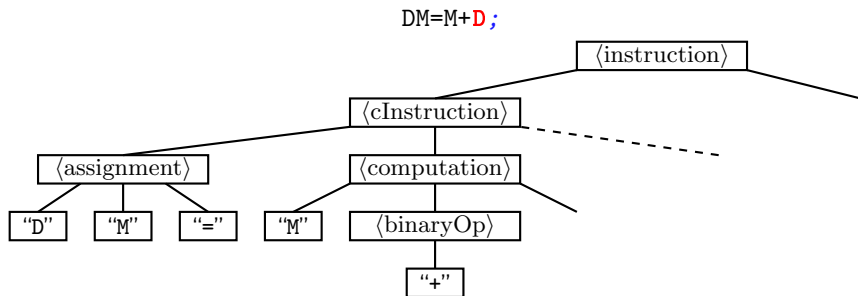 DM=M+D;
⟨instruction⟩
⟨cInstruction⟩
⟨assignment⟩ ⟨computation⟩
“D” “M” “=” “M” ⟨binaryOp⟩
“+”